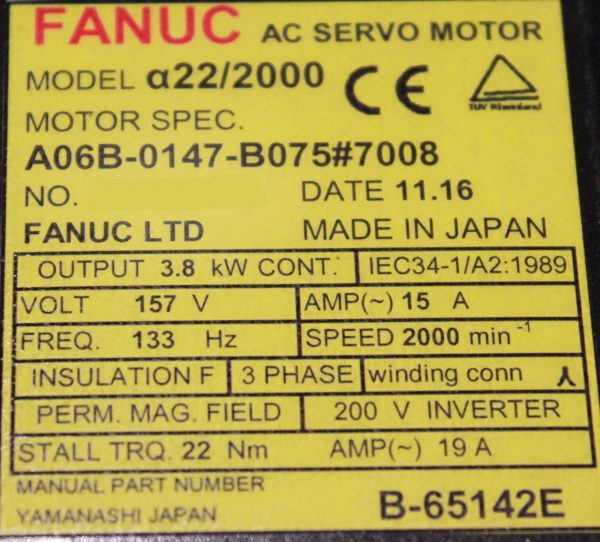 FANUC AC SERVO MOTOR
MODEL α22/2000 CE TÜV Rheinland
MOTOR SPEC.
A06B-0147-B075#7008
NO. DATE 11.16
FANUC LTD MADE IN JAPAN
OUTPUT 3.8 kW CONT. IEC34-1/A2:1989
VOLT 157 V AMP(~) 15 A
FREQ. 133 Hz SPEED 2000 min⁻¹
INSULATION F 3 PHASE winding conn
PERM. MAG. FIELD 200 V INVERTER
STALL TRQ. 22 Nm AMP(~) 19 A
MANUAL PART NUMBER
YAMANASHI JAPAN B-65142E